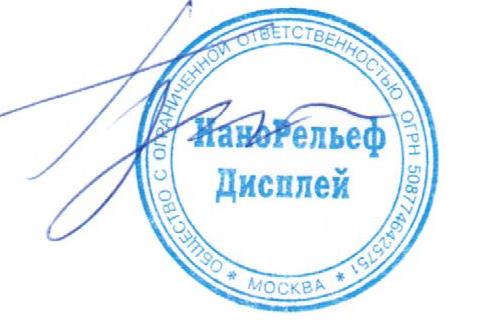 ОБЩЕСТВО С ОГРАНИЧЕННОЙ ОТВЕТСТВЕННОСТЬЮ ОГРН 5087746425751
НаноРельеф
Дисплей
* МОСКВА *